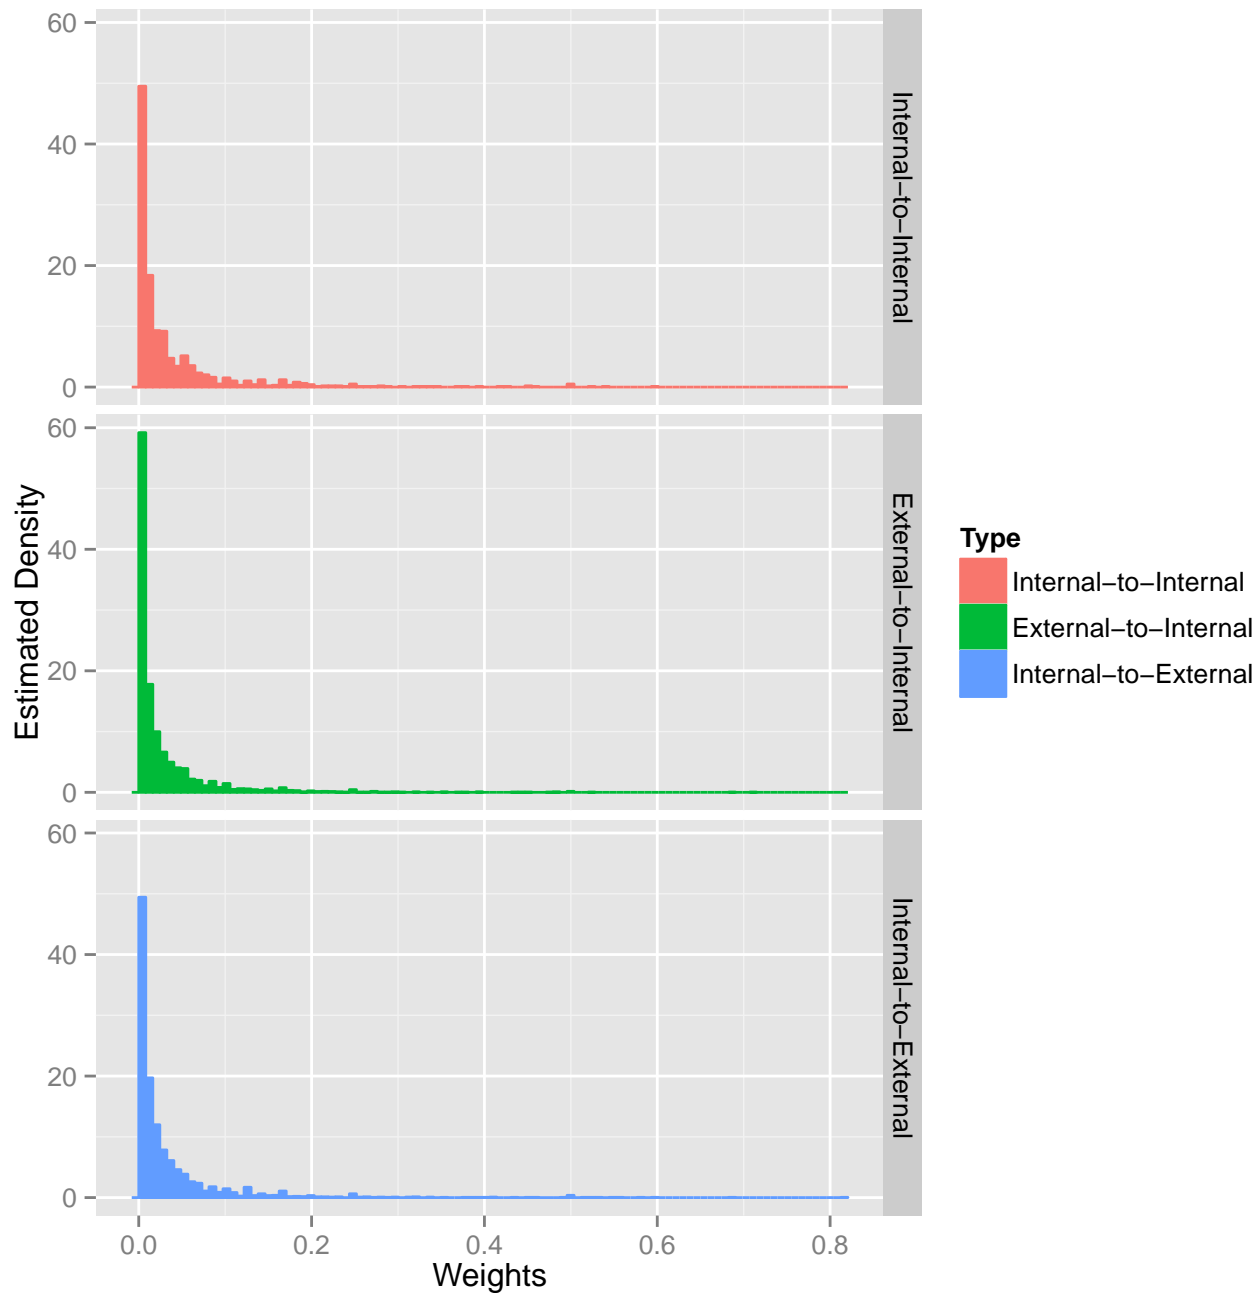 60
40
20
0
Internal−to−Internal
60
40
20
0
External−to−Internal
60
40
20
0
Internal−to−External
0.0 0.2 0.4 0.6 0.8
Weights
Estimated Density
Type
Internal−to−Internal
External−to−Internal
Internal−to−External